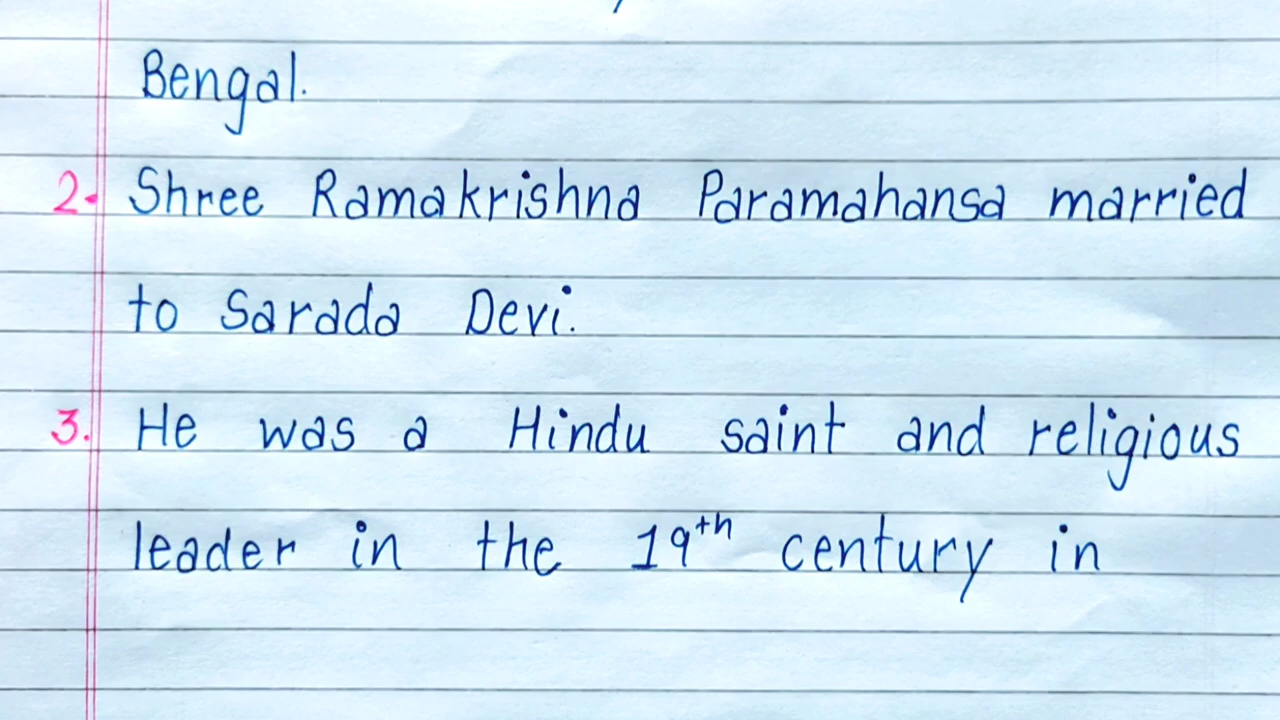 Bengal.
2. Shree Ramakrishna Paramahansa married
to Sarada Devi.
3. He was a Hindu saint and religious
leader in the 19th century in